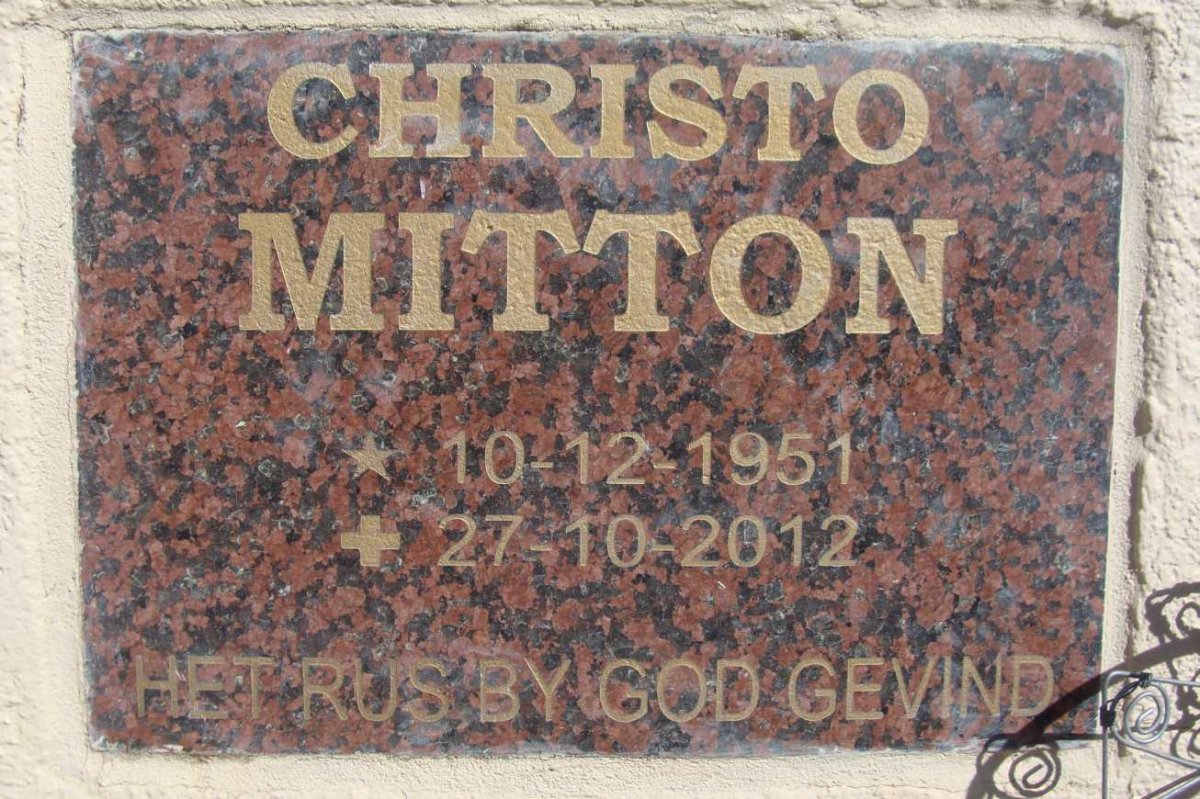 CHRISTO
MITTON
10-12-1951
27-10-2012
HET RUS BY GOD GEVIND